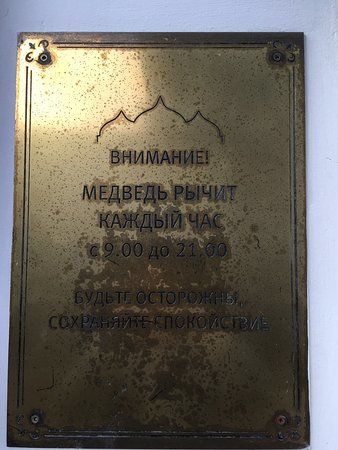 ВНИМАНИЕ!
МЕДВЕДЬ РЫЧИТ
КАЖДЫЙ ЧАС
с 9.00 до 21.00
БУДЬТЕ ОСТОРОЖНЫ,
СОХРАНЯЙТЕ СПОКОЙСТВИЕ